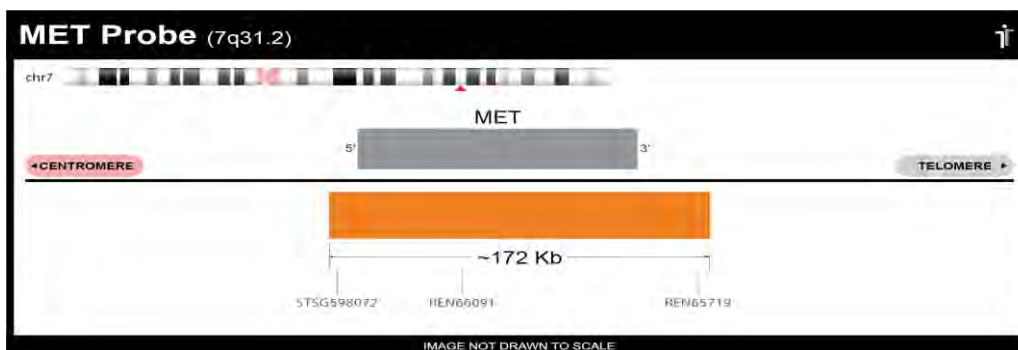 MET Probe (7q31.2)
chr7
MET
5' 3'
◄CENTROMERE TELOMERE ►
~172 Kb
STSG598072 REN66091 REN65719
IMAGE NOT DRAWN TO SCALE